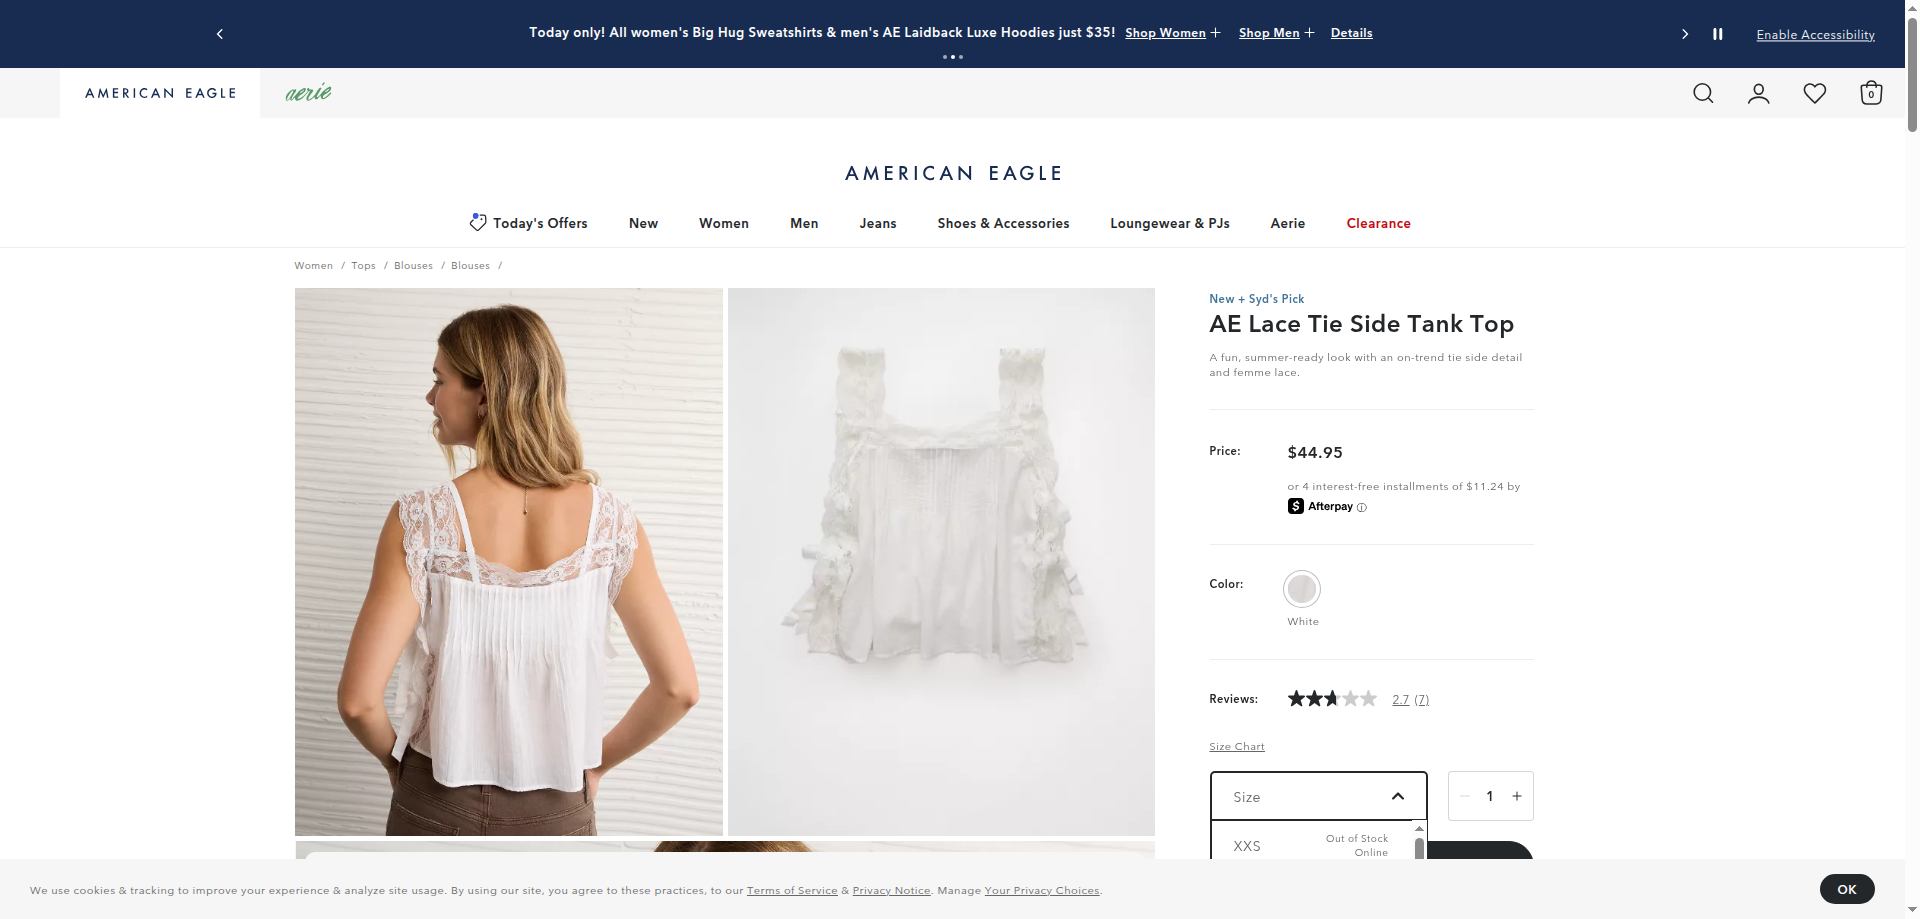 Today only! All women's Big Hug Sweatshirts & men's AE Laidback Luxe Hoodies just $35! Shop Women + Shop Men + Details
Enable Accessibility
AMERICAN EAGLE
aerie
0
AMERICAN EAGLE
Today's Offers
New
Women
Men
Jeans
Shoes & Accessories
Loungewear & PJs
Aerie
Clearance
Women / Tops / Blouses / Blouses /
New + Syd's Pick
AE Lace Tie Side Tank Top
A fun, summer-ready look with an on-trend tie side detail
and femme lace.
Price:
$44.95
or 4 interest-free installments of $11.24 by
Afterpay
Color:
White
Reviews:
2.7 (7)
Size Chart
Size
1
XXS
Out of Stock
Online
We use cookies & tracking to improve your experience & analyze site usage. By using our site, you agree to these practices, to our Terms of Service & Privacy Notice. Manage Your Privacy Choices.
OK